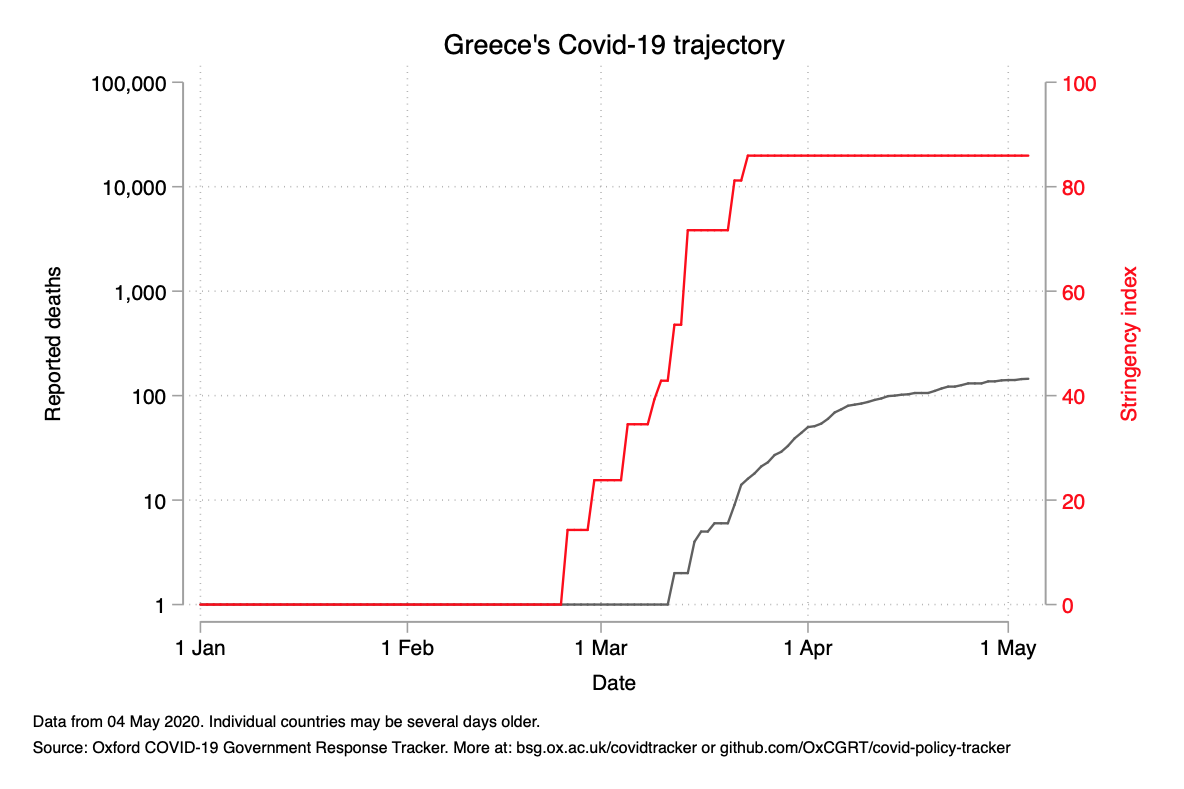 Greece's Covid-19 trajectory
100,000
10,000
1,000
100
10
1
Reported deaths
100
80
60
40
20
0
Stringency index
1 Jan 1 Feb 1 Mar 1 Apr 1 May
Date
Data from 04 May 2020. Individual countries may be several days older.
Source: Oxford COVID-19 Government Response Tracker. More at: bsg.ox.ac.uk/covidtracker or github.com/OxCGRT/covid-policy-tracker